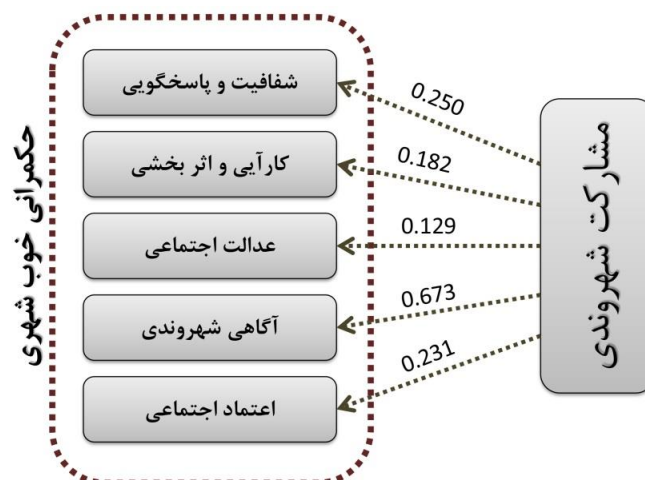 مشارکت شهروندی
0.250
0.182
0.129
0.673
0.231
شفافیت و پاسخگویی
کارآیی و اثر بخشی
عدالت اجتماعی
آگاهی شهروندی
اعتماد اجتماعی
حکمرانی خوب شهری